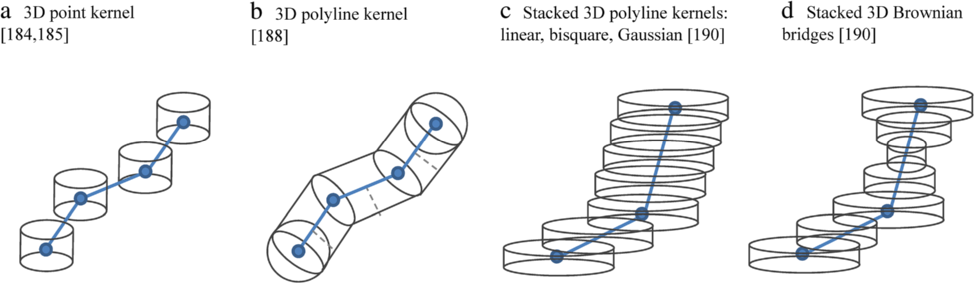 a 3D point kernel
[184,185]
b 3D polyline kernel
[188]
c Stacked 3D polyline kernels:
linear, bisquare, Gaussian [190]
d Stacked 3D Brownian
bridges [190]